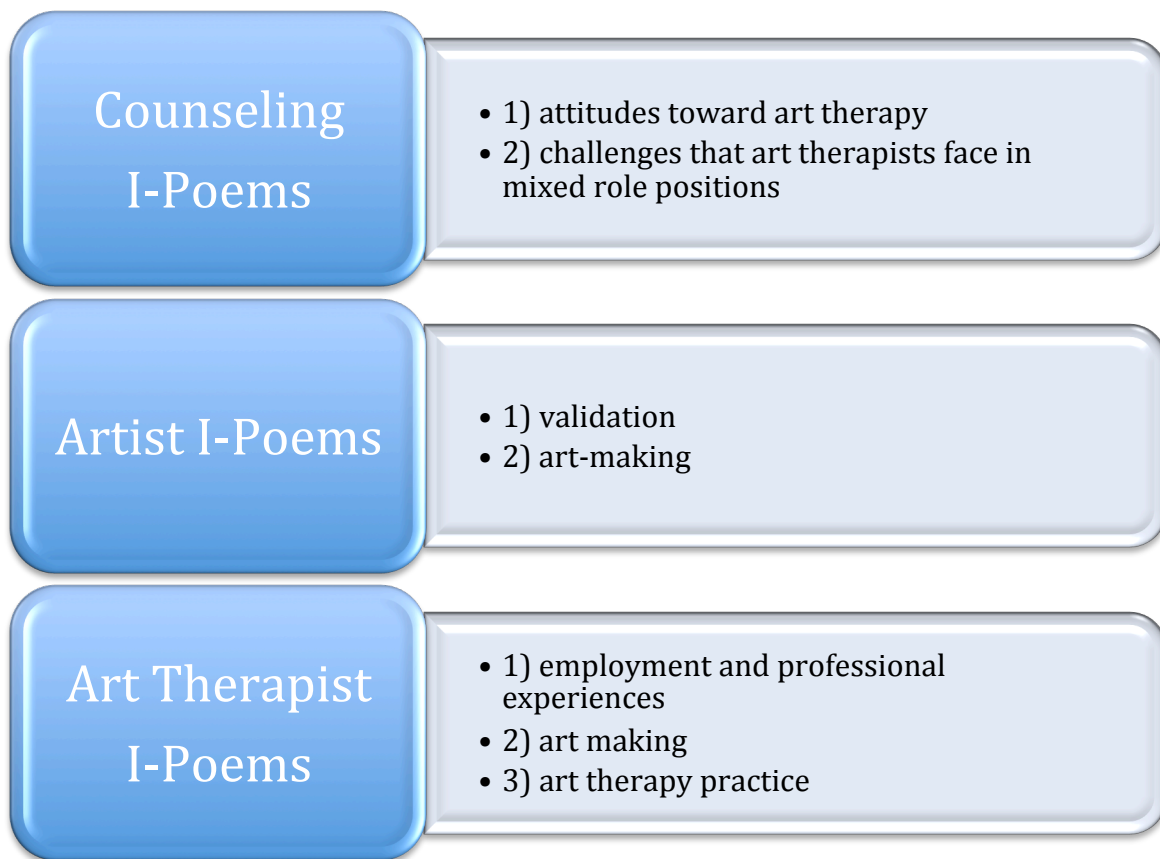 Counseling
I-Poems
• 1) attitudes toward art therapy
• 2) challenges that art therapists face in
mixed role positions
Artist I-Poems
• 1) validation
• 2) art-making
Art Therapist
I-Poems
• 1) employment and professional
experiences
• 2) art making
• 3) art therapy practice